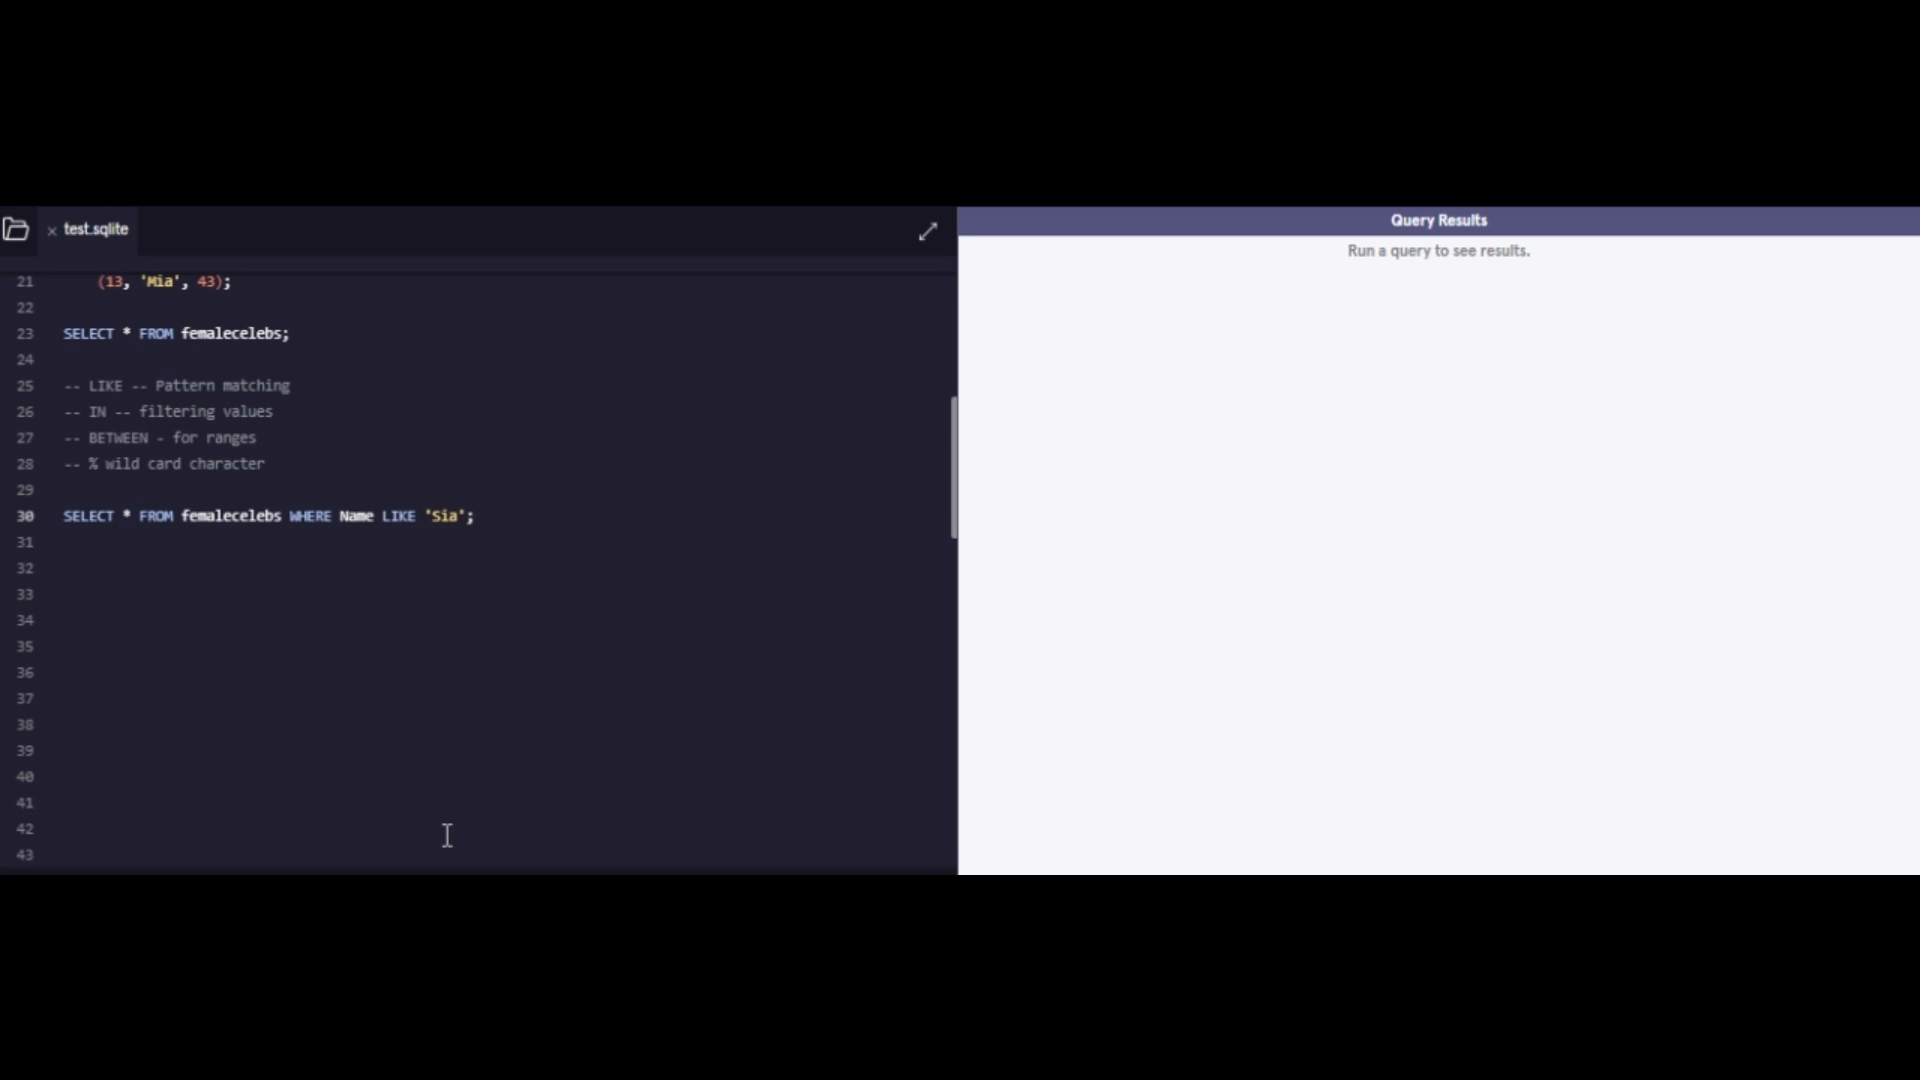 test.sqlite
21 (13, 'Mia', 43);
22
23 SELECT * FROM femalecelebs;
24
25 -- LIKE -- Pattern matching
26 -- IN -- filtering values
27 -- BETWEEN - for ranges
28 -- % wild card character
29
30 SELECT * FROM femalecelebs WHERE Name LIKE 'Sia';
31
32
33
34
35
36
37
38
39
40
41
42
43
Query Results
Run a query to see results.